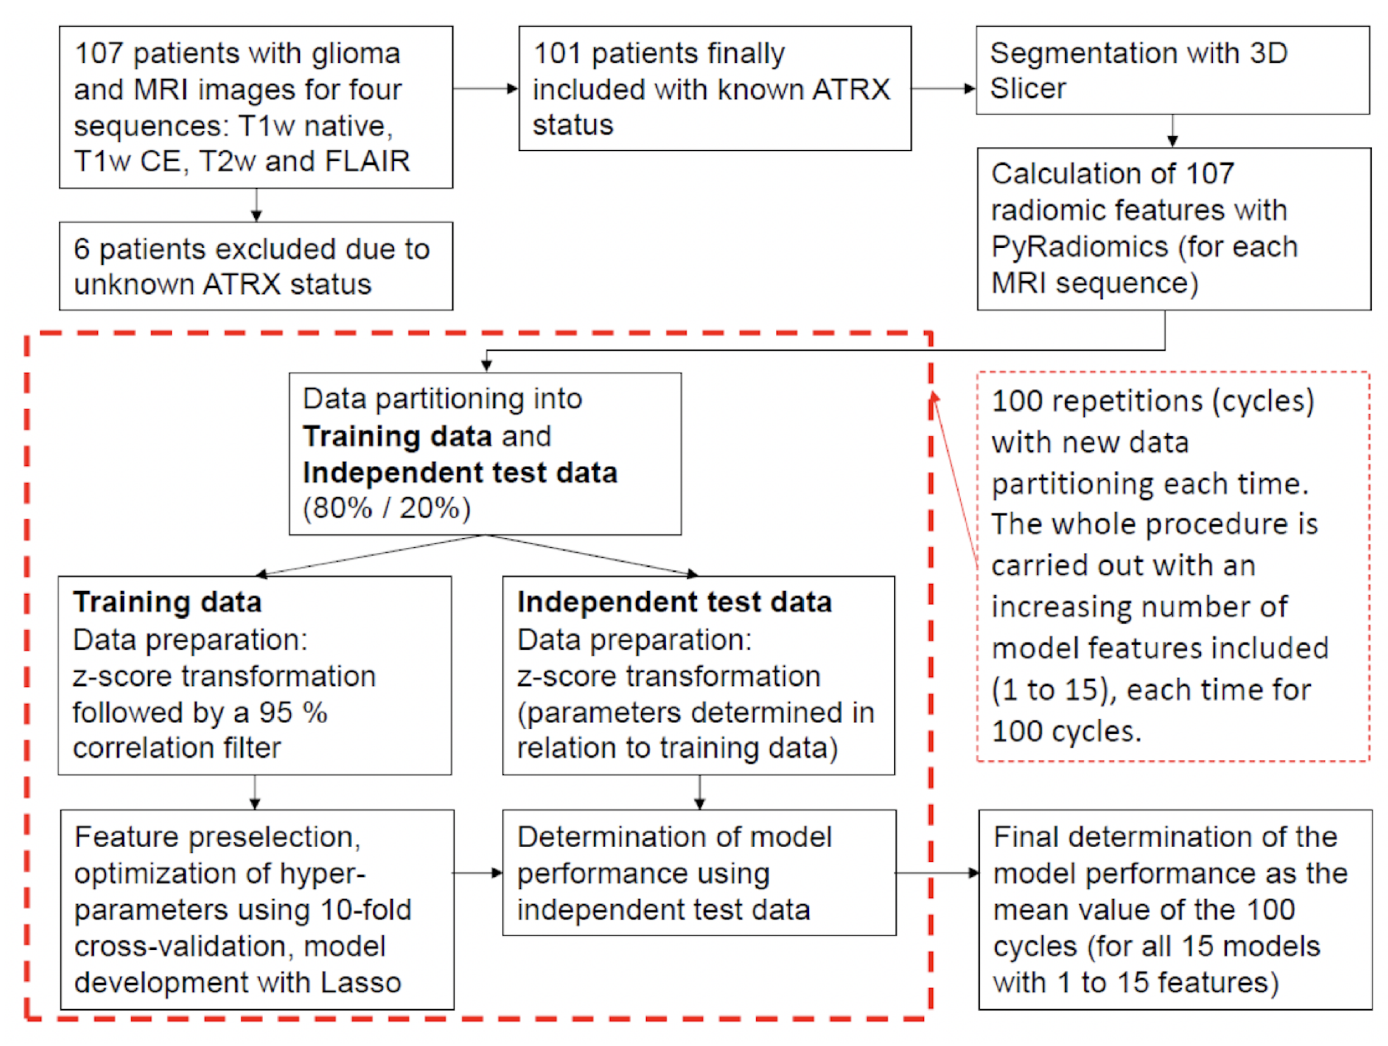 107 patients with glioma
and MRI images for four
sequences: T1w native,
T1w CE, T2w and FLAIR
101 patients finally
included with known ATRX
status
Segmentation with 3D
Slicer
6 patients excluded due to
unknown ATRX status
Calculation of 107
radiomic features with
PyRadiomics (for each
MRI sequence)
Data partitioning into
Training data and
Independent test data
(80% / 20%)
100 repetitions (cycles)
with new data
partitioning each time.
The whole procedure is
carried out with an
increasing number of
model features included
(1 to 15), each time for
100 cycles.
Training data
Data preparation:
z-score transformation
followed by a 95 %
correlation filter
Independent test data
Data preparation:
z-score transformation
(parameters determined in
relation to training data)
Feature preselection,
optimization of hyper-
parameters using 10-fold
cross-validation, model
development with Lasso
Determination of model
performance using
independent test data
Final determination of the
model performance as the
mean value of the 100
cycles (for all 15 models
with 1 to 15 features)